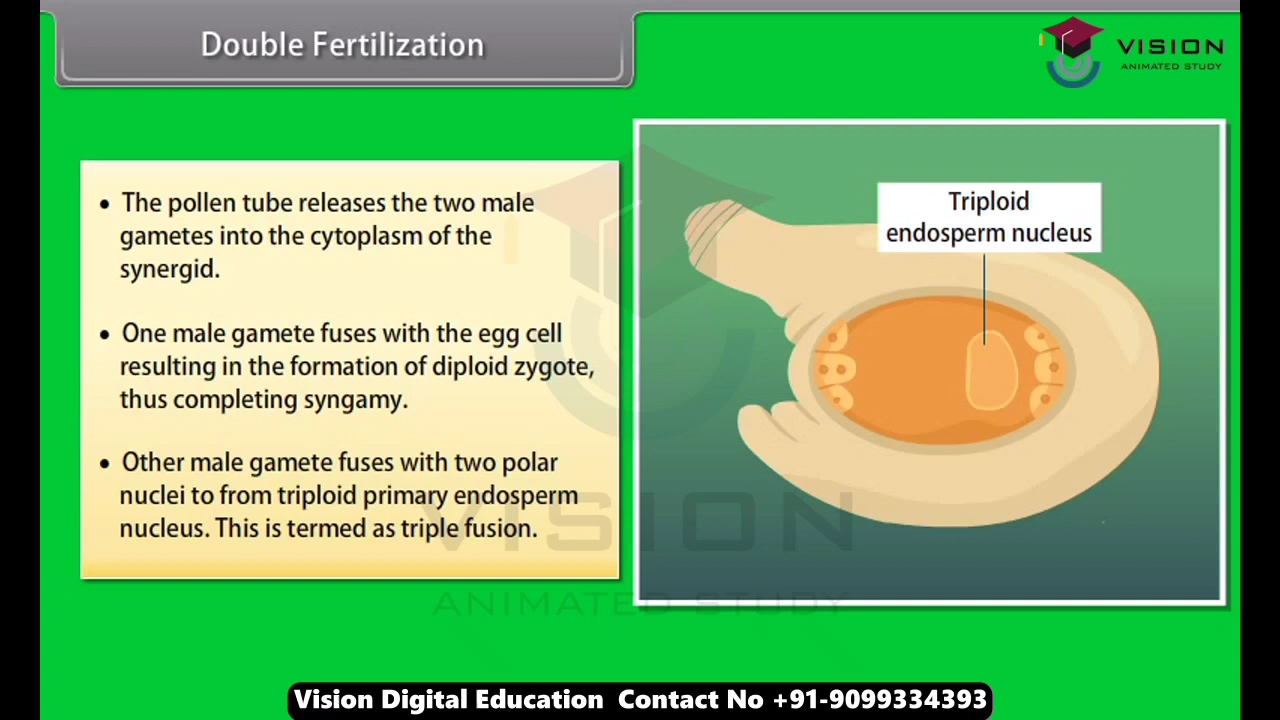 Double Fertilization
VISION
ANIMATED STUDY
• The pollen tube releases the two male
gametes into the cytoplasm of the
synergid.
• One male gamete fuses with the egg cell
resulting in the formation of diploid zygote,
thus completing syngamy.
• Other male gamete fuses with two polar
nuclei to from triploid primary endosperm
nucleus. This is termed as triple fusion.
Triploid
endosperm nucleus
VISION
ANIMATED STUDY
Vision Digital Education Contact No +91-9099334393